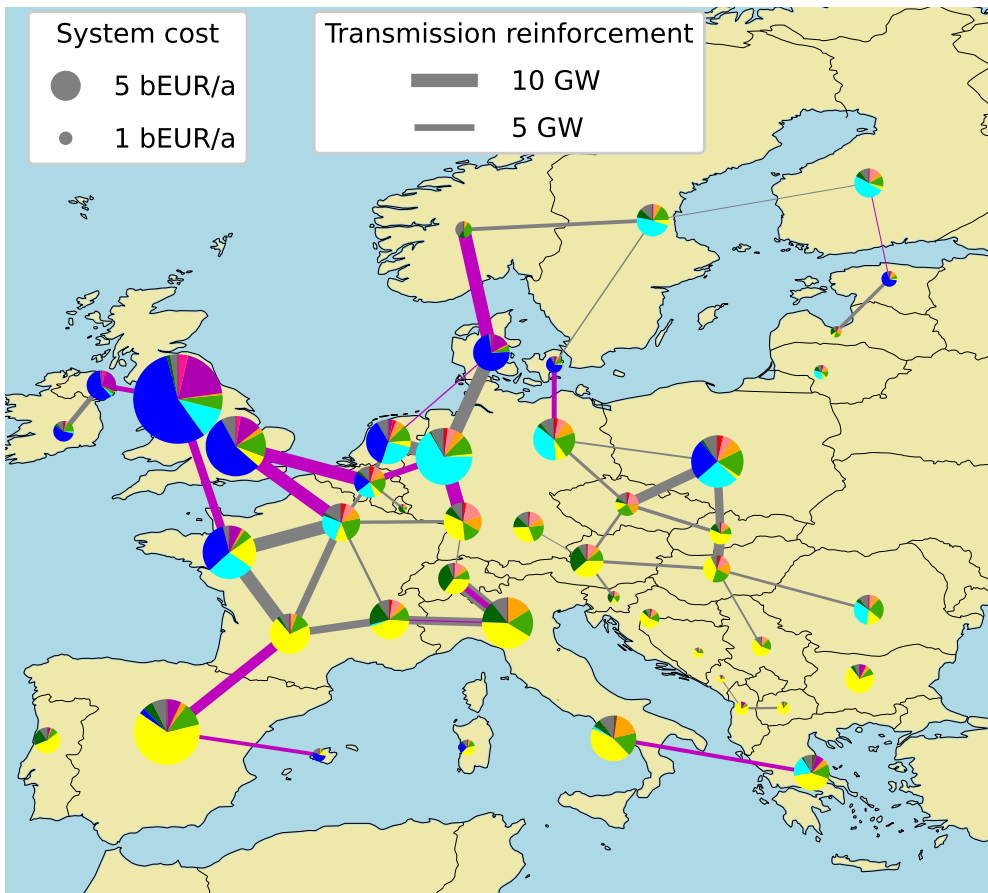 System cost
5 bEUR/a
1 bEUR/a
Transmission reinforcement
10 GW
5 GW